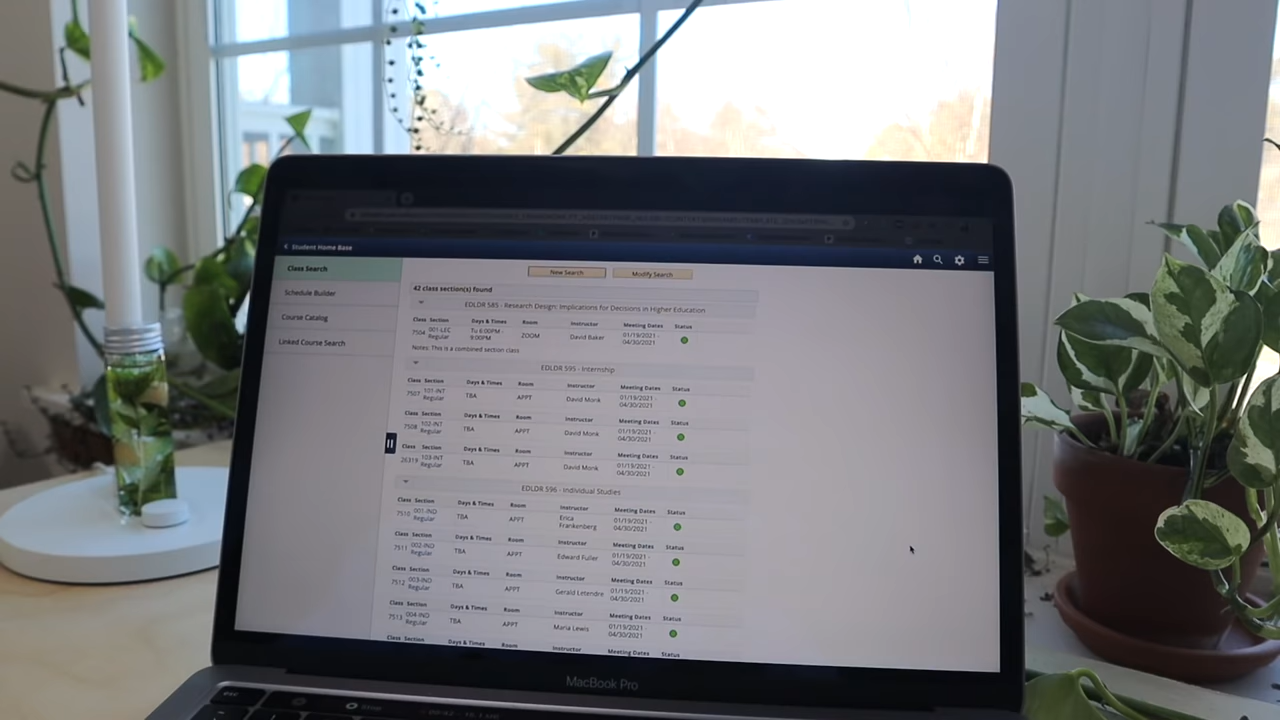 Student Home Base
Class Search
Schedule Builder
Course Catalog
Linked Course Search
New Search
Modify Search
42 class section(s) found
EDLDR 585 - Research Design: Implications for Decisions in Higher Education
Class Section Days & Times Room Instructor Meeting Dates Status
7504 001-LEC Regular Tu 6:00PM - 9:00PM ZOOM David Baker 01/19/2021 - 04/30/2021
Notes: This is a combined section class
EDLDR 595 - Internship
Class Section Days & Times Room Instructor Meeting Dates Status
7507 101-INT Regular TBA APPT David Monk 01/19/2021 - 04/30/2021
Class Section Days & Times Room Instructor Meeting Dates Status
7508 102-INT Regular TBA APPT David Monk 01/19/2021 - 04/30/2021
Class Section Days & Times Room Instructor Meeting Dates Status
26319 103-INT Regular TBA APPT David Monk 01/19/2021 - 04/30/2021
EDLDR 596 - Individual Studies
Class Section Days & Times Room Instructor Meeting Dates Status
7510 001-IND Regular TBA APPT Erica Frankenberg 01/19/2021 - 04/30/2021
Class Section Days & Times Room Instructor Meeting Dates Status
7511 002-IND Regular TBA APPT Edward Fuller 01/19/2021 - 04/30/2021
Class Section Days & Times Room Instructor Meeting Dates Status
7512 003-IND Regular TBA APPT Gerald Letendre 01/19/2021 - 04/30/2021
Class Section Days & Times Room Instructor Meeting Dates Status
7513 004-IND Regular TBA APPT Maria Lewis 01/19/2021 - 04/30/2021
Class Section Days & Times Room Instructor Meeting Dates Status
MacBook Pro
esc